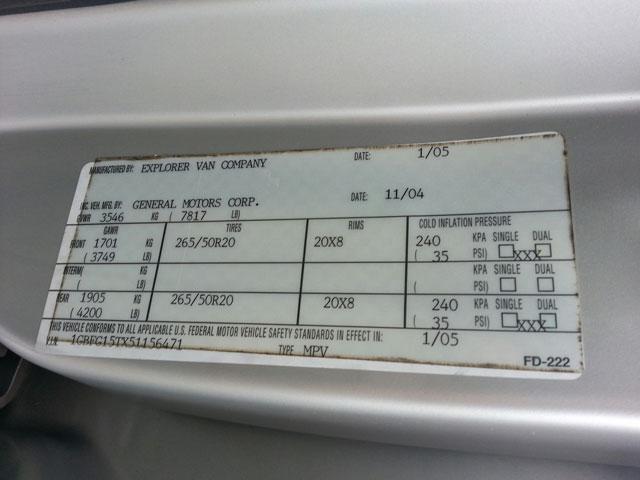 MANUFACTURED BY: EXPLORER VAN COMPANY DATE: 1/05
INC. VEH. MFG. BY: GENERAL MOTORS CORP. DATE: 11/04
GVWR 3546 KG ( 7817 LB)
GAWR TIRES RIMS COLD INFLATION PRESSURE
FRONT 1701 KG 265/50R20 20X8 240 KPA SINGLE DUAL
( 3749 LB) ( 35 PSI) XXX
INTERM( KG KPA SINGLE DUAL
( LB) ( PSI)
REAR 1905 KG 265/50R20 20X8 240 KPA SINGLE DUAL
( 4200 LB) ( 35 PSI) XXX
THIS VEHICLE CONFORMS TO ALL APPLICABLE U.S. FEDERAL MOTOR VEHICLE SAFETY STANDARDS IN EFFECT IN: 1/05
V.I.N. 1GBFG15TX51156471 TYPE MPV FD-222